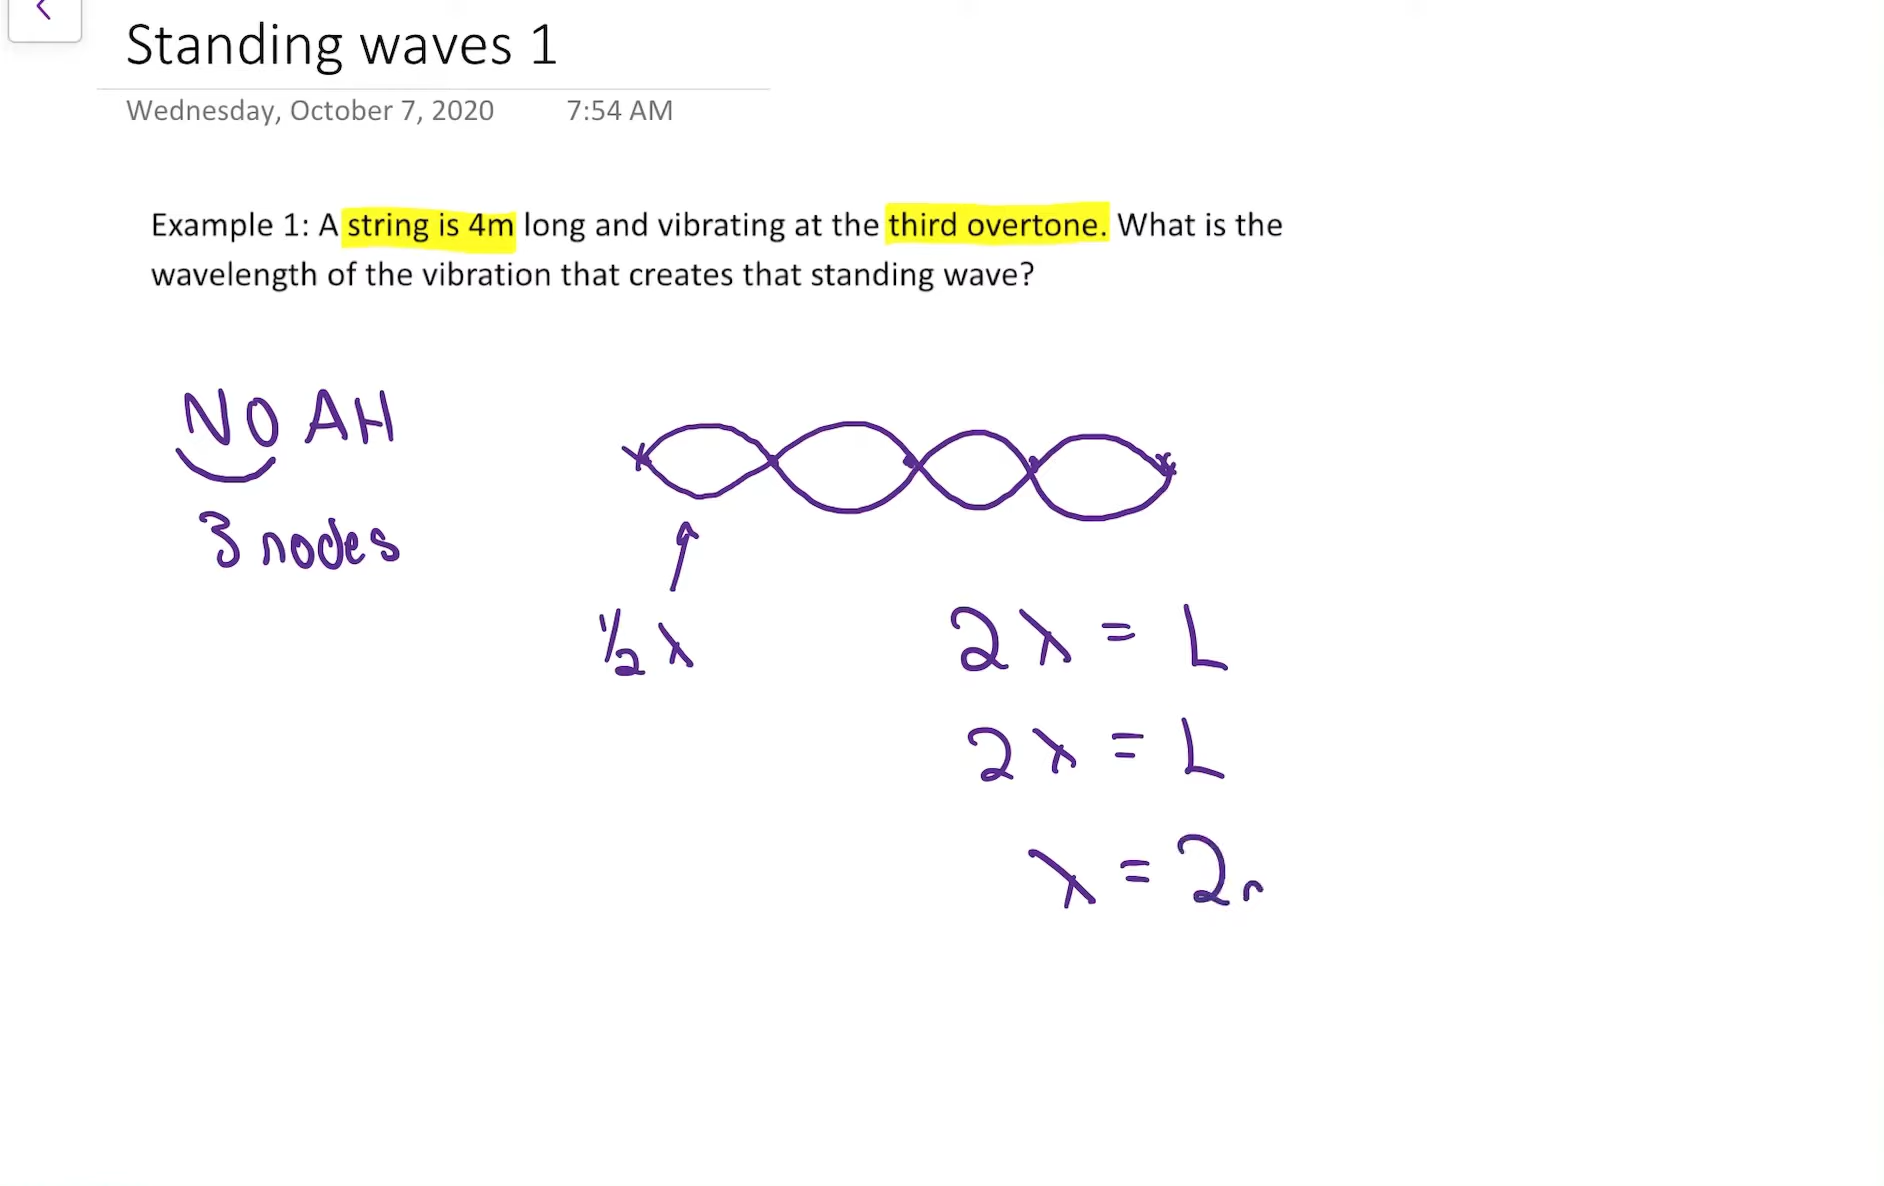 Standing waves 1
Wednesday, October 7, 2020 7:54 AM
Example 1: A string is 4m long and vibrating at the third overtone. What is the
wavelength of the vibration that creates that standing wave?
NO AH
3 nodes
½ λ
2 λ = L
2 λ = L
λ = 2